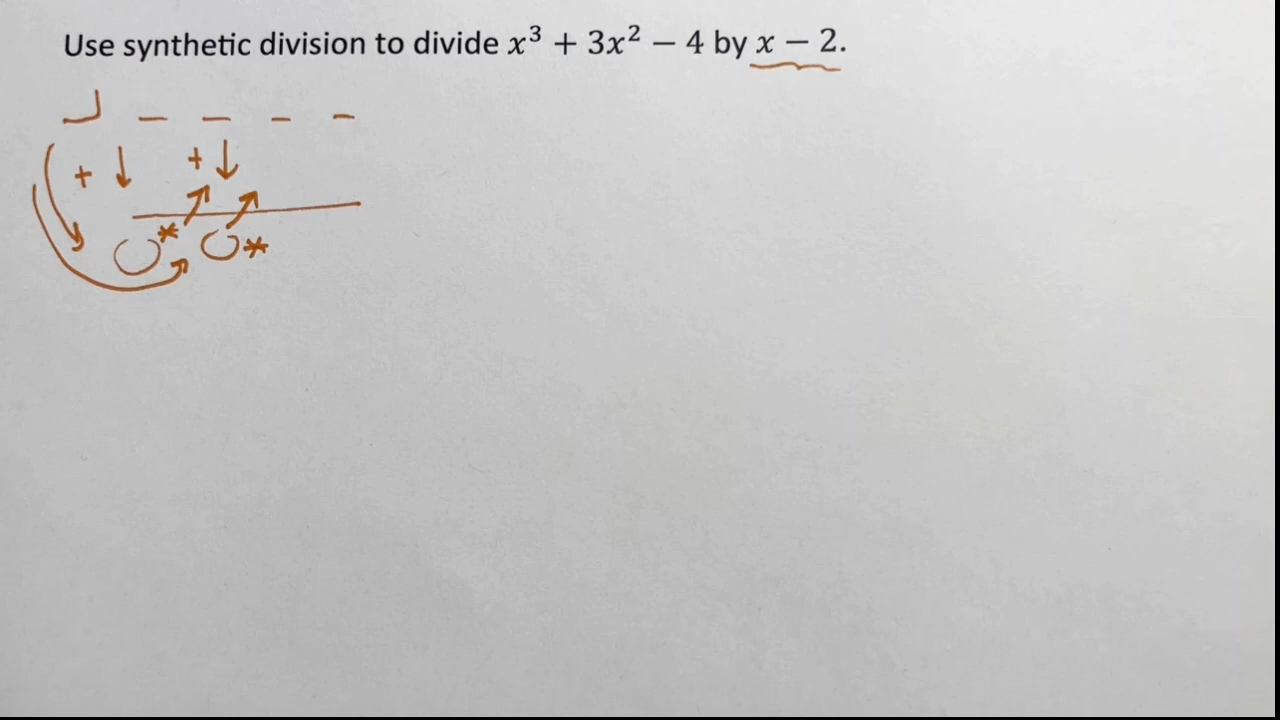 Use synthetic division to divide x³ + 3x² − 4 by x − 2.
+ +
* *